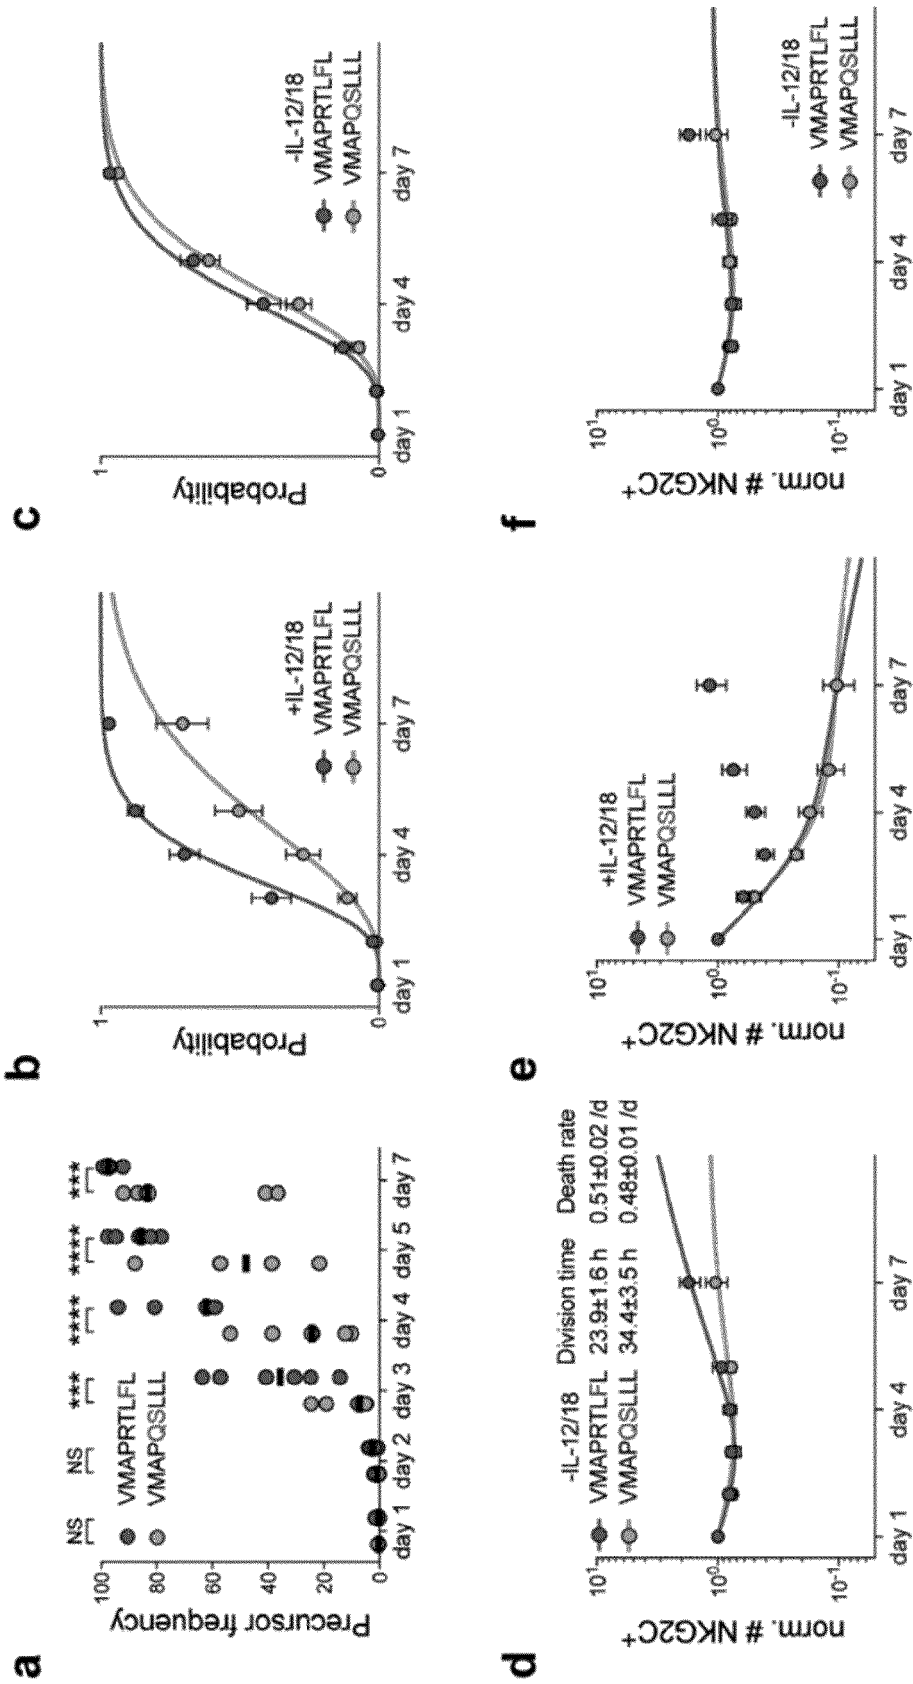 a
Precursor frequency
100
80
60
40
20
0
NS
NS
***
****
****
***
VMAPRTLFL
VMAPQSLLL
day 1
day 2
day 3
day 4
day 5
day 7
b
Probability
1
0
+IL-12/18
VMAPRTLFL
VMAPQSLLL
day 1
day 4
day 7
c
Probability
1
0
-IL-12/18
VMAPRTLFL
VMAPQSLLL
day 1
day 4
day 7
d
norm. # NKG2C⁺
10¹
10⁰
10⁻¹
-IL-12/18 Division time Death rate
VMAPRTLFL 23.9±1.6 h 0.51±0.02 /d
VMAPQSLLL 34.4±3.5 h 0.48±0.01 /d
day 1
day 4
day 7
e
norm. # NKG2C⁺
10¹
10⁰
10⁻¹
+IL-12/18
VMAPRTLFL
VMAPQSLLL
day 1
day 4
day 7
f
norm. # NKG2C⁺
10¹
10⁰
10⁻¹
-IL-12/18
VMAPRTLFL
VMAPQSLLL
day 1
day 4
day 7